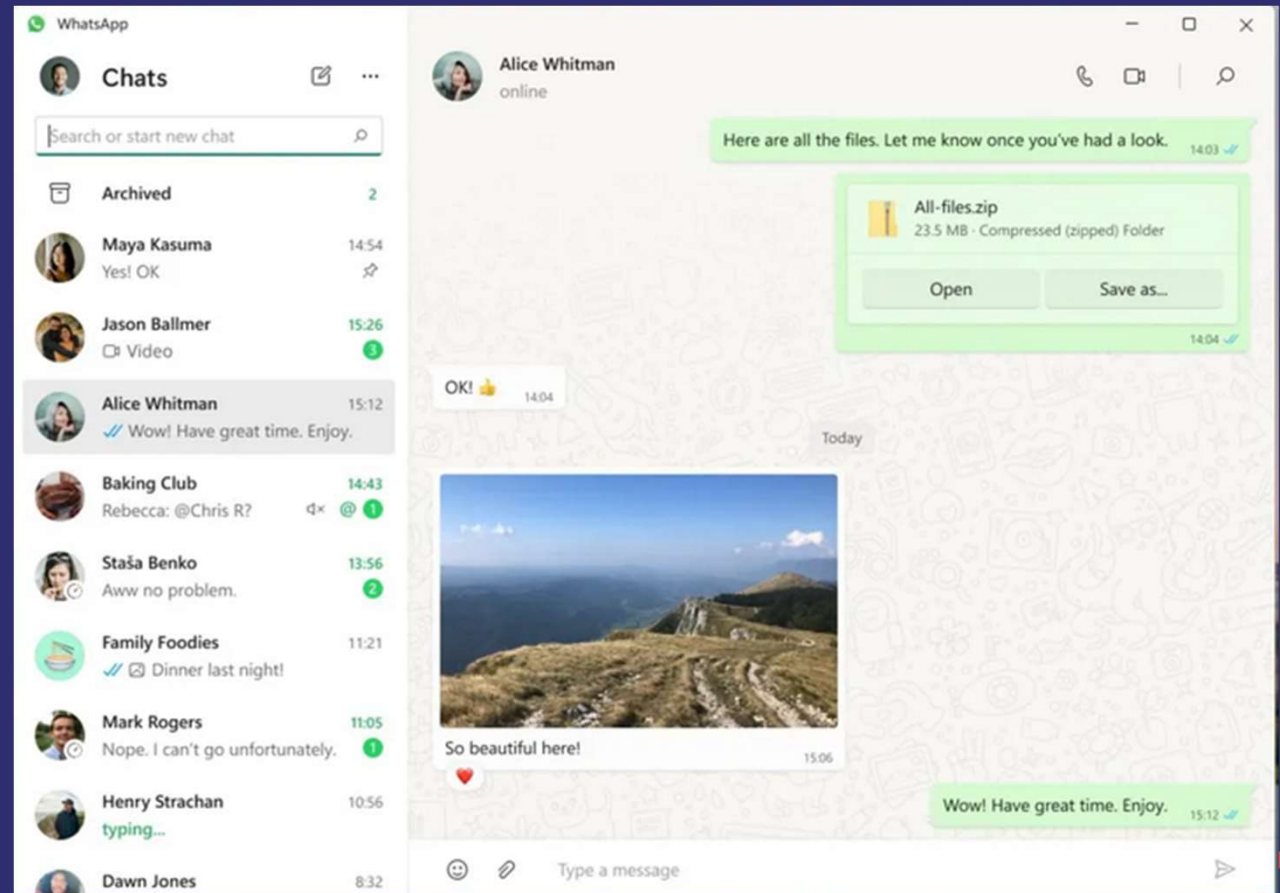 WhatsApp
Chats
Search or start new chat
Archived 2
Maya Kasuma 14:54
Yes! OK
Jason Ballmer 15:26
Video 3
Alice Whitman 15:12
Wow! Have great time. Enjoy.
Baking Club 14:43
Rebecca: @Chris R? @ 1
Staša Benko 13:56
Aww no problem. 2
Family Foodies 11:21
Dinner last night!
Mark Rogers 11:05
Nope. I can't go unfortunately. 1
Henry Strachan 10:56
typing...
Dawn Jones 8:32
Alice Whitman
online
Here are all the files. Let me know once you've had a look. 14:03
All-files.zip
23.5 MB · Compressed (zipped) Folder
Open Save as...
14:04
OK! 👍 14:04
Today
So beautiful here! 15:06
Wow! Have great time. Enjoy. 15:12
Type a message